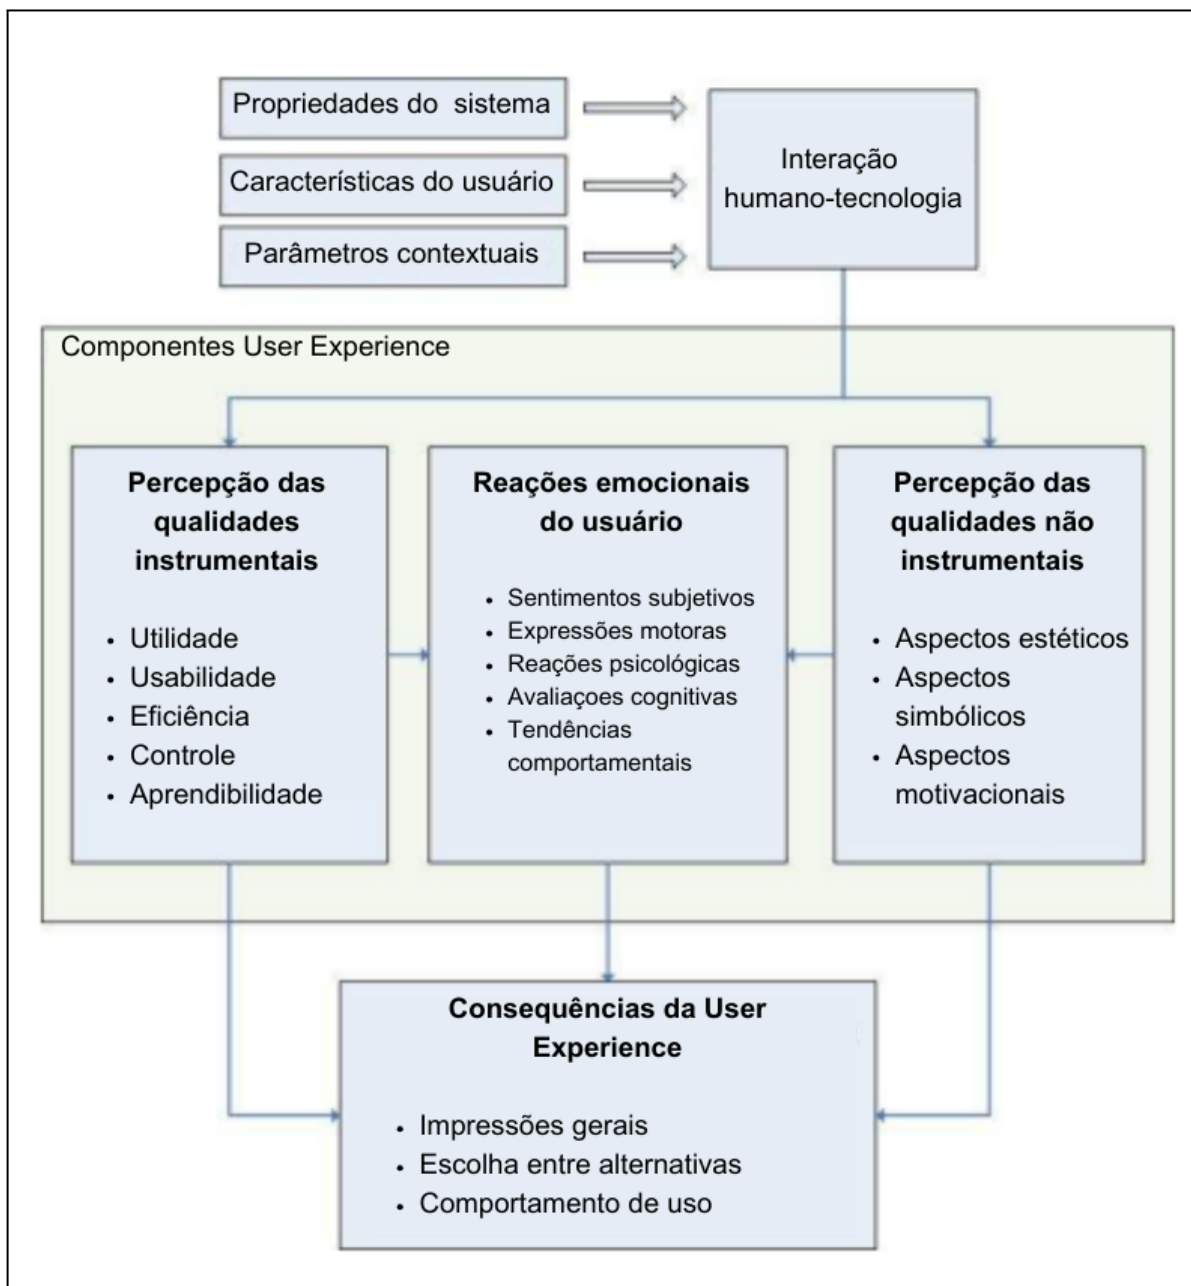 Propriedades do sistema
Características do usuário
Parâmetros contextuais
Interação
humano-tecnologia
Componentes User Experience
Percepção das
qualidades
instrumentais
• Utilidade
• Usabilidade
• Eficiência
• Controle
• Aprendibilidade
Reações emocionais
do usuário
• Sentimentos subjetivos
• Expressões motoras
• Reações psicológicas
• Avaliaçoes cognitivas
• Tendências
comportamentais
Percepção das
qualidades não
instrumentais
• Aspectos estéticos
• Aspectos
simbólicos
• Aspectos
motivacionais
Consequências da User
Experience
• Impressões gerais
• Escolha entre alternativas
• Comportamento de uso